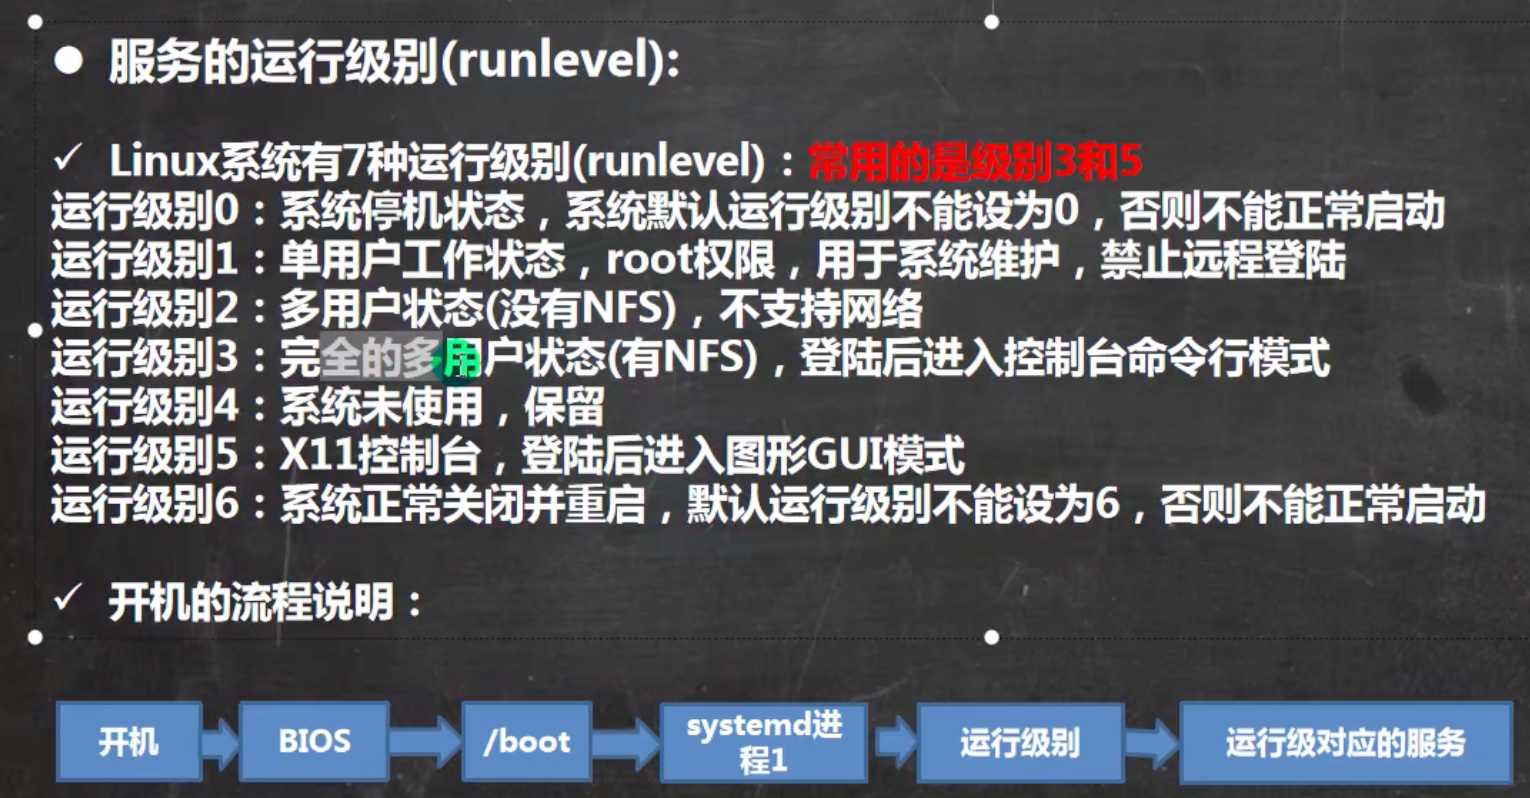 服务的运行级别(runlevel):
Linux系统有7种运行级别(runlevel)：常用的是级别3和5
运行级别0：系统停机状态，系统默认运行级别不能设为0，否则不能正常启动
运行级别1：单用户工作状态，root权限，用于系统维护，禁止远程登陆
运行级别2：多用户状态(没有NFS)，不支持网络
运行级别3：完全的多用户状态(有NFS)，登陆后进入控制台命令行模式
运行级别4：系统未使用，保留
运行级别5：X11控制台，登陆后进入图形GUI模式
运行级别6：系统正常关闭并重启，默认运行级别不能设为6，否则不能正常启动
开机的流程说明：
开机
BIOS
/boot
systemd进
程1
运行级别
运行级对应的服务